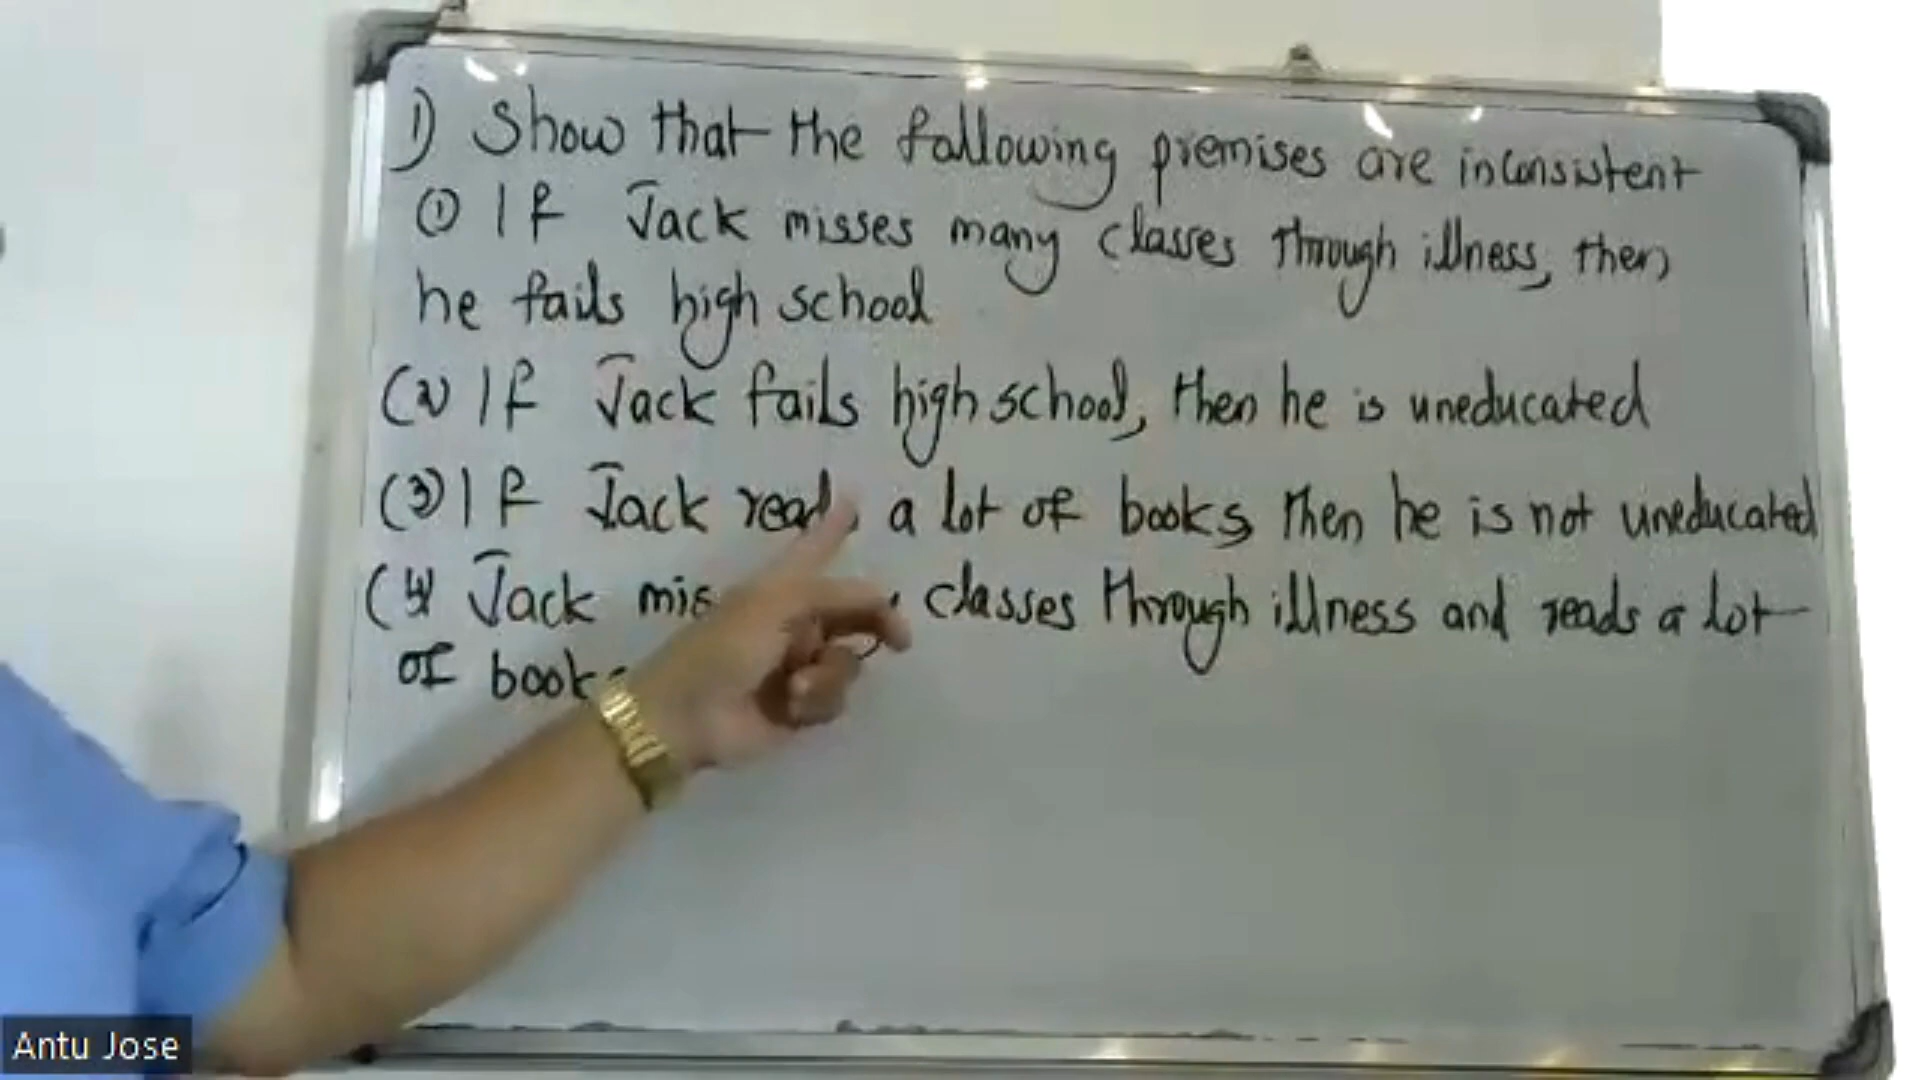 1) Show that the following premises are inconsistent
① If Jack misses many classes through illness, then
he fails high school
(2) If Jack fails high school, then he is uneducated
(3) If Jack reads a lot of books, then he is not uneducated
(4) Jack classes through illness and reads a lot
of books
Antu Jose